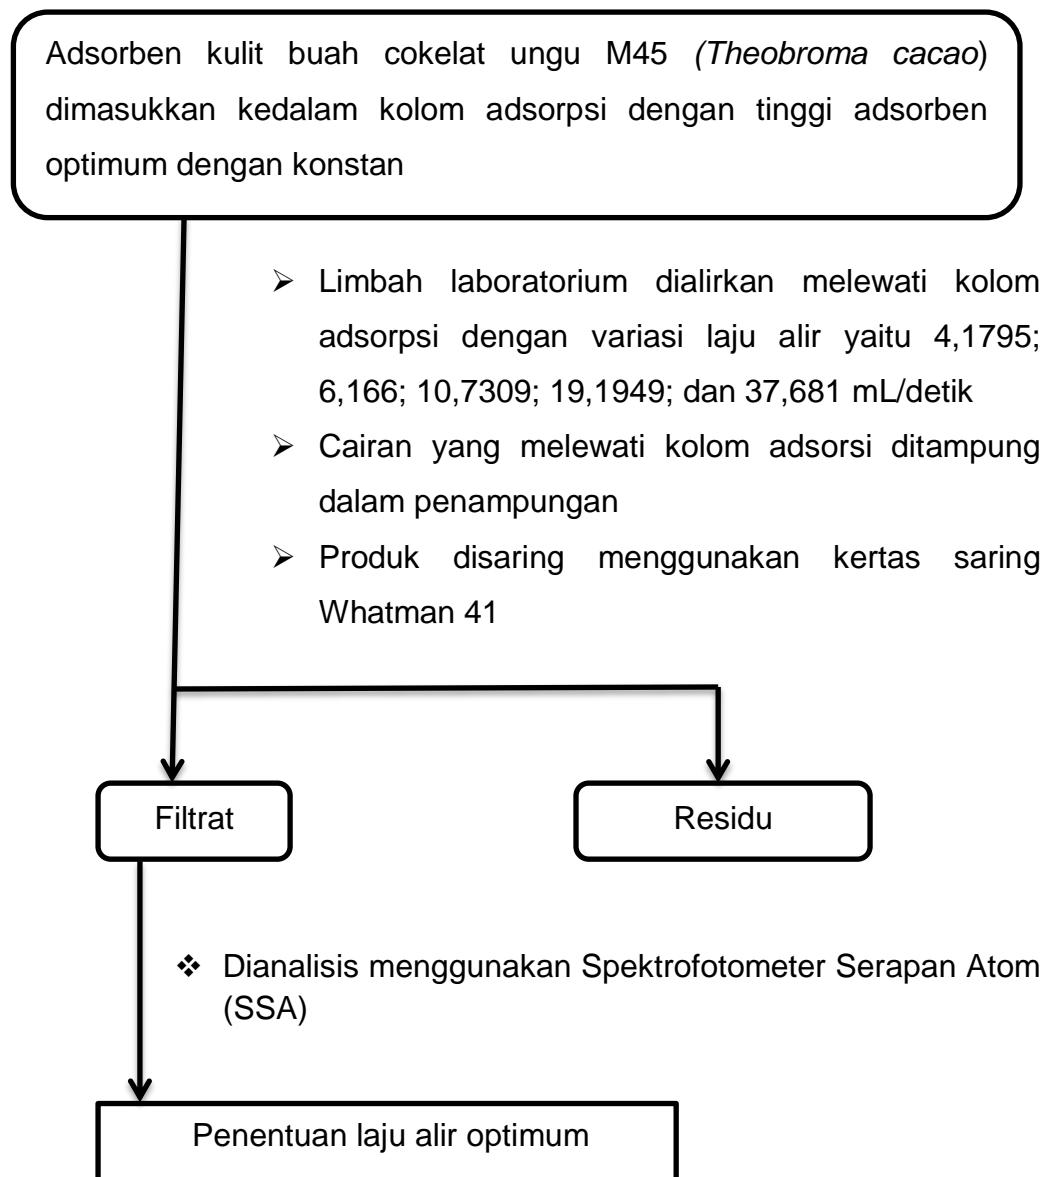 Adsorben kulit buah cokelat ungu M45 (Theobroma cacao)
dimasukkan kedalam kolom adsorpsi dengan tinggi adsorben
optimum dengan konstan
➢ Limbah laboratorium dialirkan melewati kolom
adsorpsi dengan variasi laju alir yaitu 4,1795;
6,166; 10,7309; 19,1949; dan 37,681 mL/detik
➢ Cairan yang melewati kolom adsorsi ditampung
dalam penampungan
➢ Produk disaring menggunakan kertas saring
Whatman 41
Filtrat
Residu
❖ Dianalisis menggunakan Spektrofotometer Serapan Atom
(SSA)
Penentuan laju alir optimum